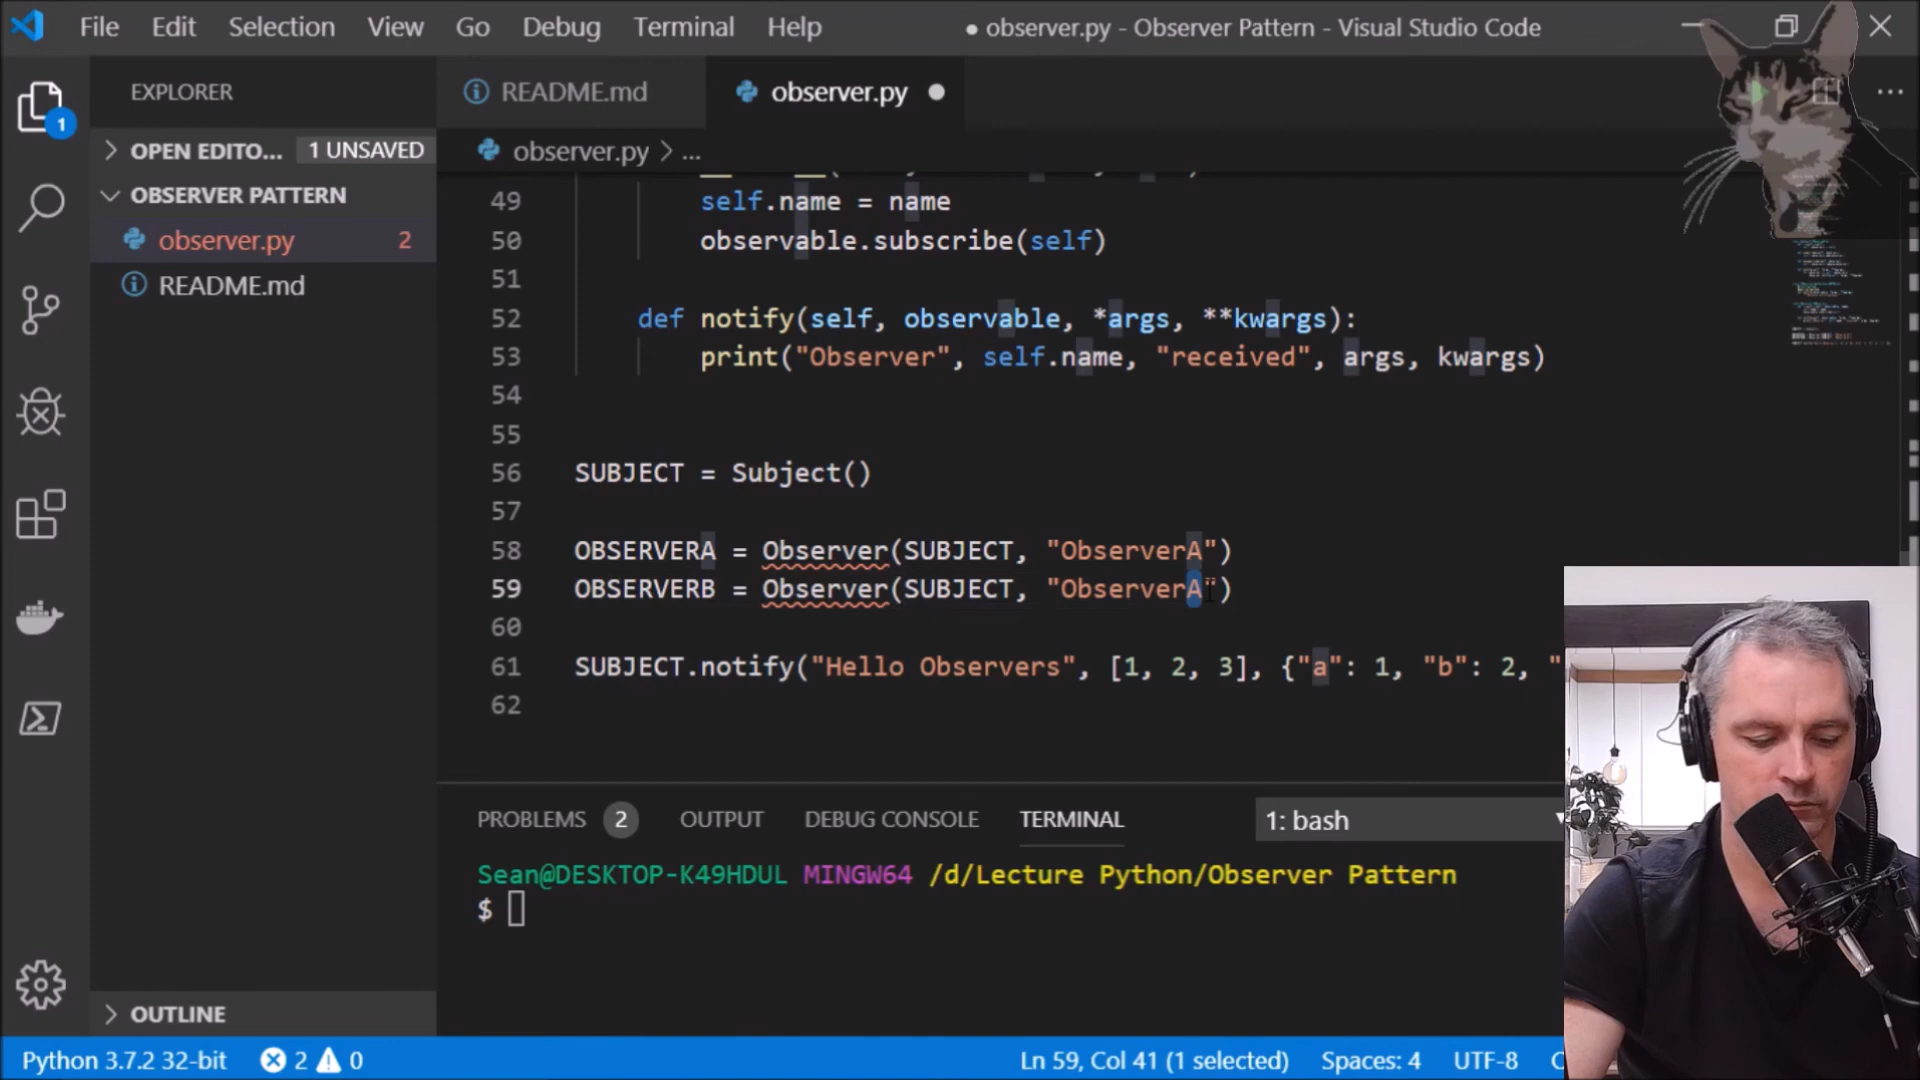 File Edit Selection View Go Debug Terminal Help
● observer.py - Observer Pattern - Visual Studio Code
EXPLORER
README.md
observer.py
OPEN EDITO... 1 UNSAVED
observer.py > ...
OBSERVER PATTERN
observer.py 2
README.md
49 self.name = name
50 observable.subscribe(self)
51
52 def notify(self, observable, *args, **kwargs):
53 print("Observer", self.name, "received", args, kwargs)
54
55
56 SUBJECT = Subject()
57
58 OBSERVERA = Observer(SUBJECT, "ObserverA")
59 OBSERVERB = Observer(SUBJECT, "ObserverA")
60
61 SUBJECT.notify("Hello Observers", [1, 2, 3], {"a": 1, "b": 2, "
62
1
PROBLEMS 2 OUTPUT DEBUG CONSOLE TERMINAL 1: bash
Sean@DESKTOP-K49HDUL MINGW64 /d/Lecture Python/Observer Pattern
$
OUTLINE
Python 3.7.2 32-bit 2 0 Ln 59, Col 41 (1 selected) Spaces: 4 UTF-8